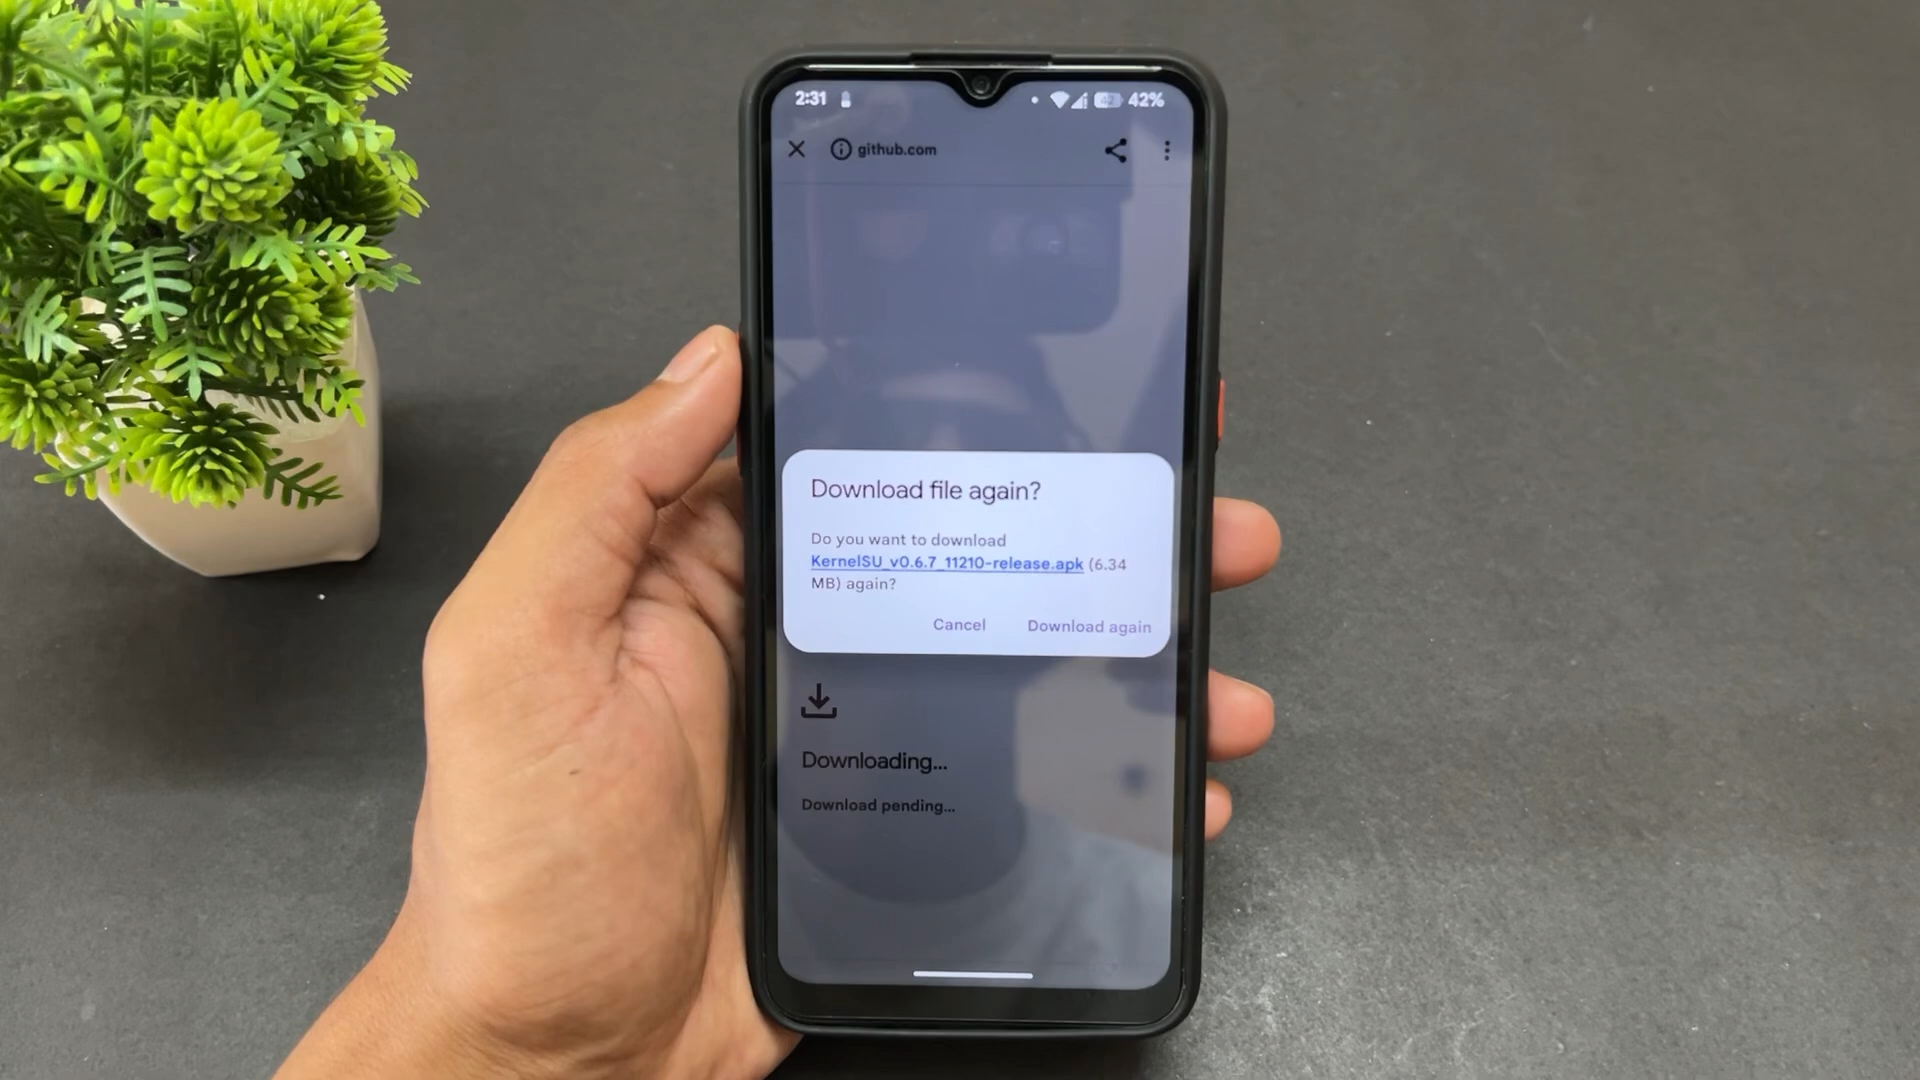 2:31 42%
github.com
Download file again?
Do you want to download
KernelSU_v0.6.7_11210-release.apk (6.34
MB) again?
Cancel Download again
Downloading...
Download pending...